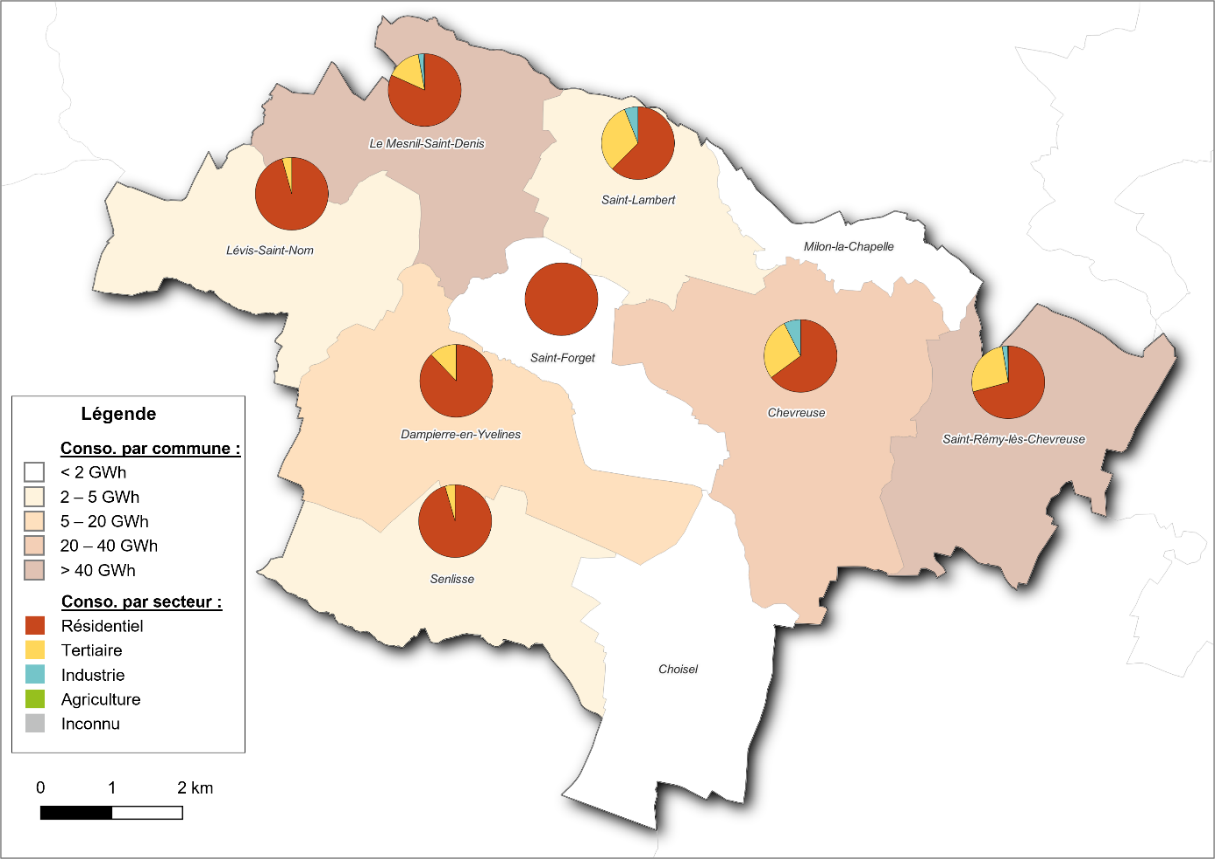 Le Mesnil-Saint-Denis
Saint-Lambert
Lévis-Saint-Nom
Milon-la-Chapelle
Saint-Forget
Chevreuse
Dampierre-en-Yvelines
Saint-Rémy-lès-Chevreuse
Senlisse
Choisel
Légende
Conso. par commune :
< 2 GWh
2 – 5 GWh
5 – 20 GWh
20 – 40 GWh
> 40 GWh
Conso. par secteur :
Résidentiel
Tertiaire
Industrie
Agriculture
Inconnu
0 1 2 km